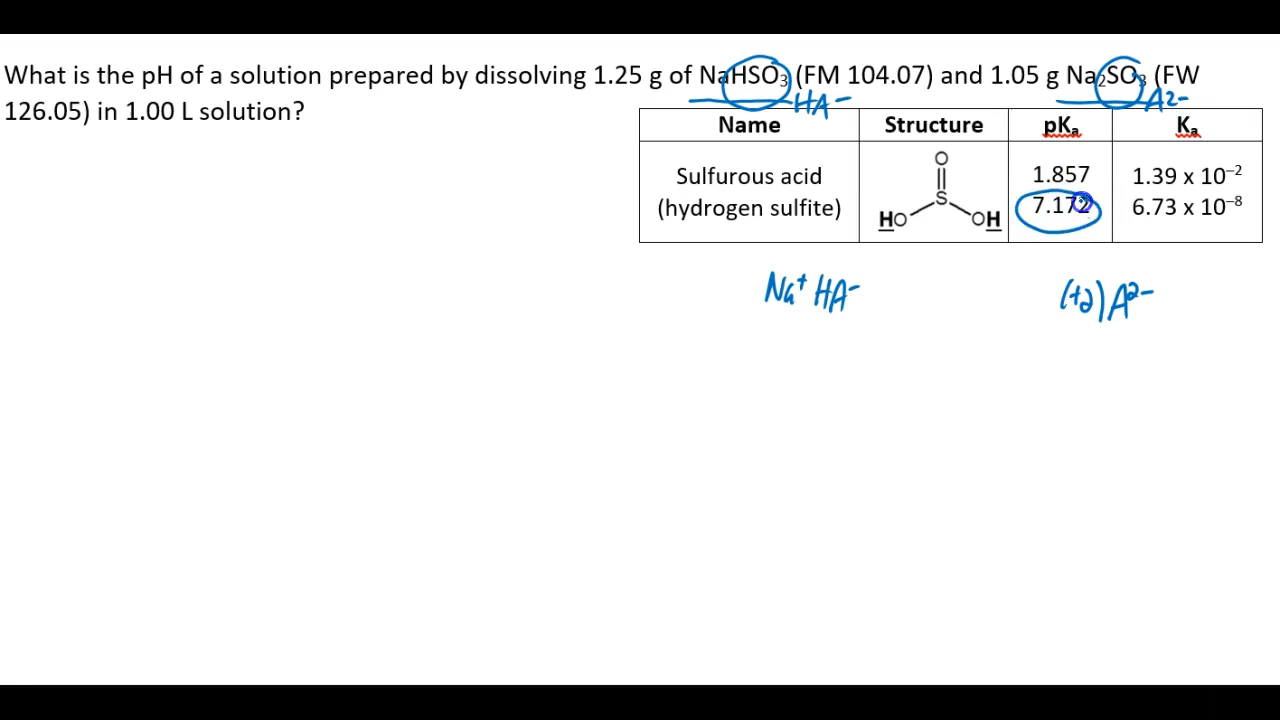 What is the pH of a solution prepared by dissolving 1.25 g of NaHSO₃ (FM 104.07) and 1.05 g Na₂SO₃ (FW
126.05) in 1.00 L solution?
HA⁻ A²⁻
Name Structure pKₐ Kₐ
Sulfurous acid
(hydrogen sulfite)
O
S
HO OH
1.857
7.172
1.39 x 10⁻²
6.73 x 10⁻⁸
Na⁺ HA⁻ (+2) A²⁻